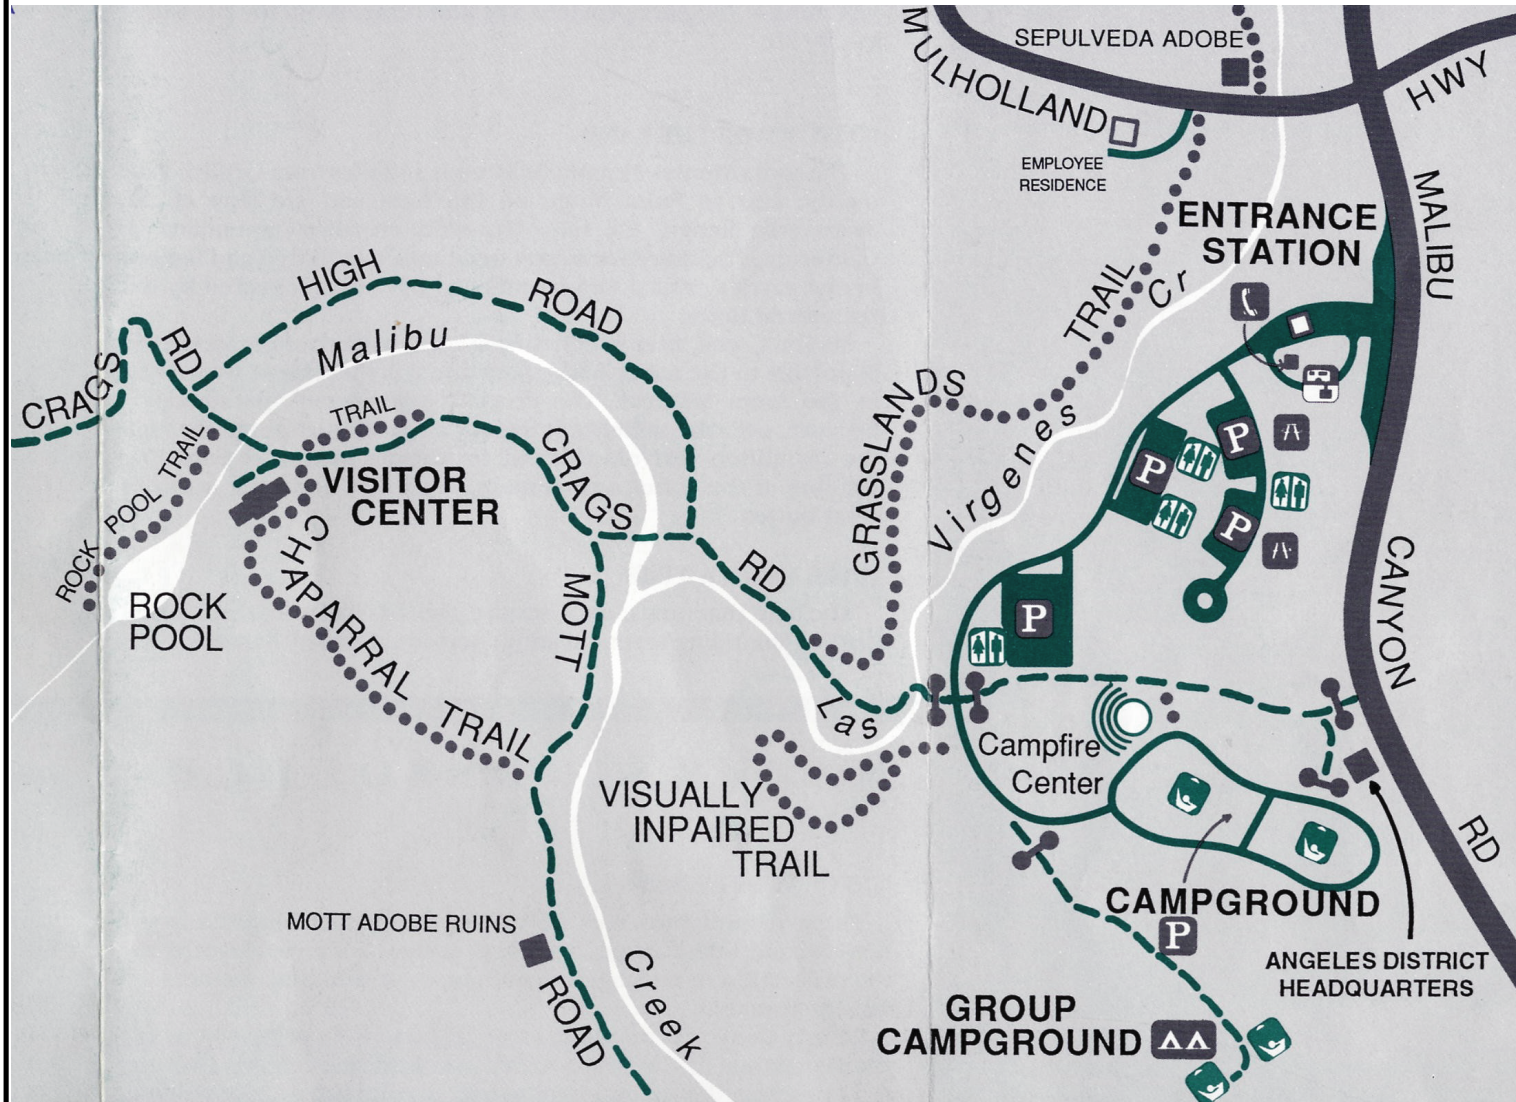 SEPULVEDA ADOBE
MULHOLLAND
HWY
EMPLOYEE
RESIDENCE
MALIBU
CANYON
RD
ENTRANCE
STATION
GRASSLANDS
TRAIL
Las
Virgenes
Cr
HIGH
ROAD
Malibu
Creek
CRAGS
RD
TRAIL
CRAGS
RD
ROCK
POOL
TRAIL
VISITOR
CENTER
ROCK
POOL
CHAPARRAL
TRAIL
MOTT
ROAD
P
P
P
P
Campfire
Center
VISUALLY
INPAIRED
TRAIL
CAMPGROUND
P
MOTT ADOBE RUINS
ANGELES DISTRICT
HEADQUARTERS
GROUP
CAMPGROUND